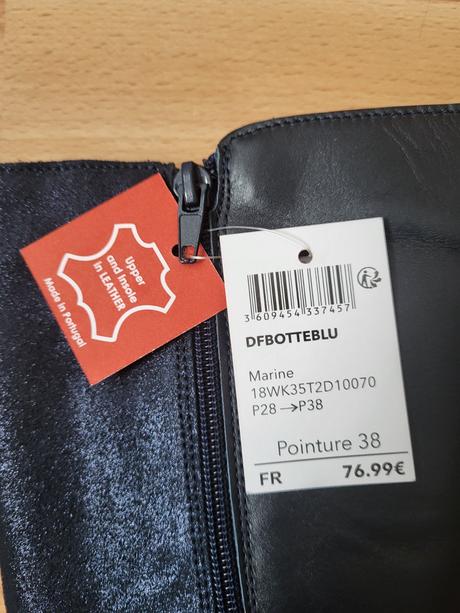 Upper
and insole
in LEATHER
Made in Portugal
3 609454 337457
DFBOTTEBLU
Marine
18WK35T2D10070
P28 →P38
Pointure 38
FR 76.99€